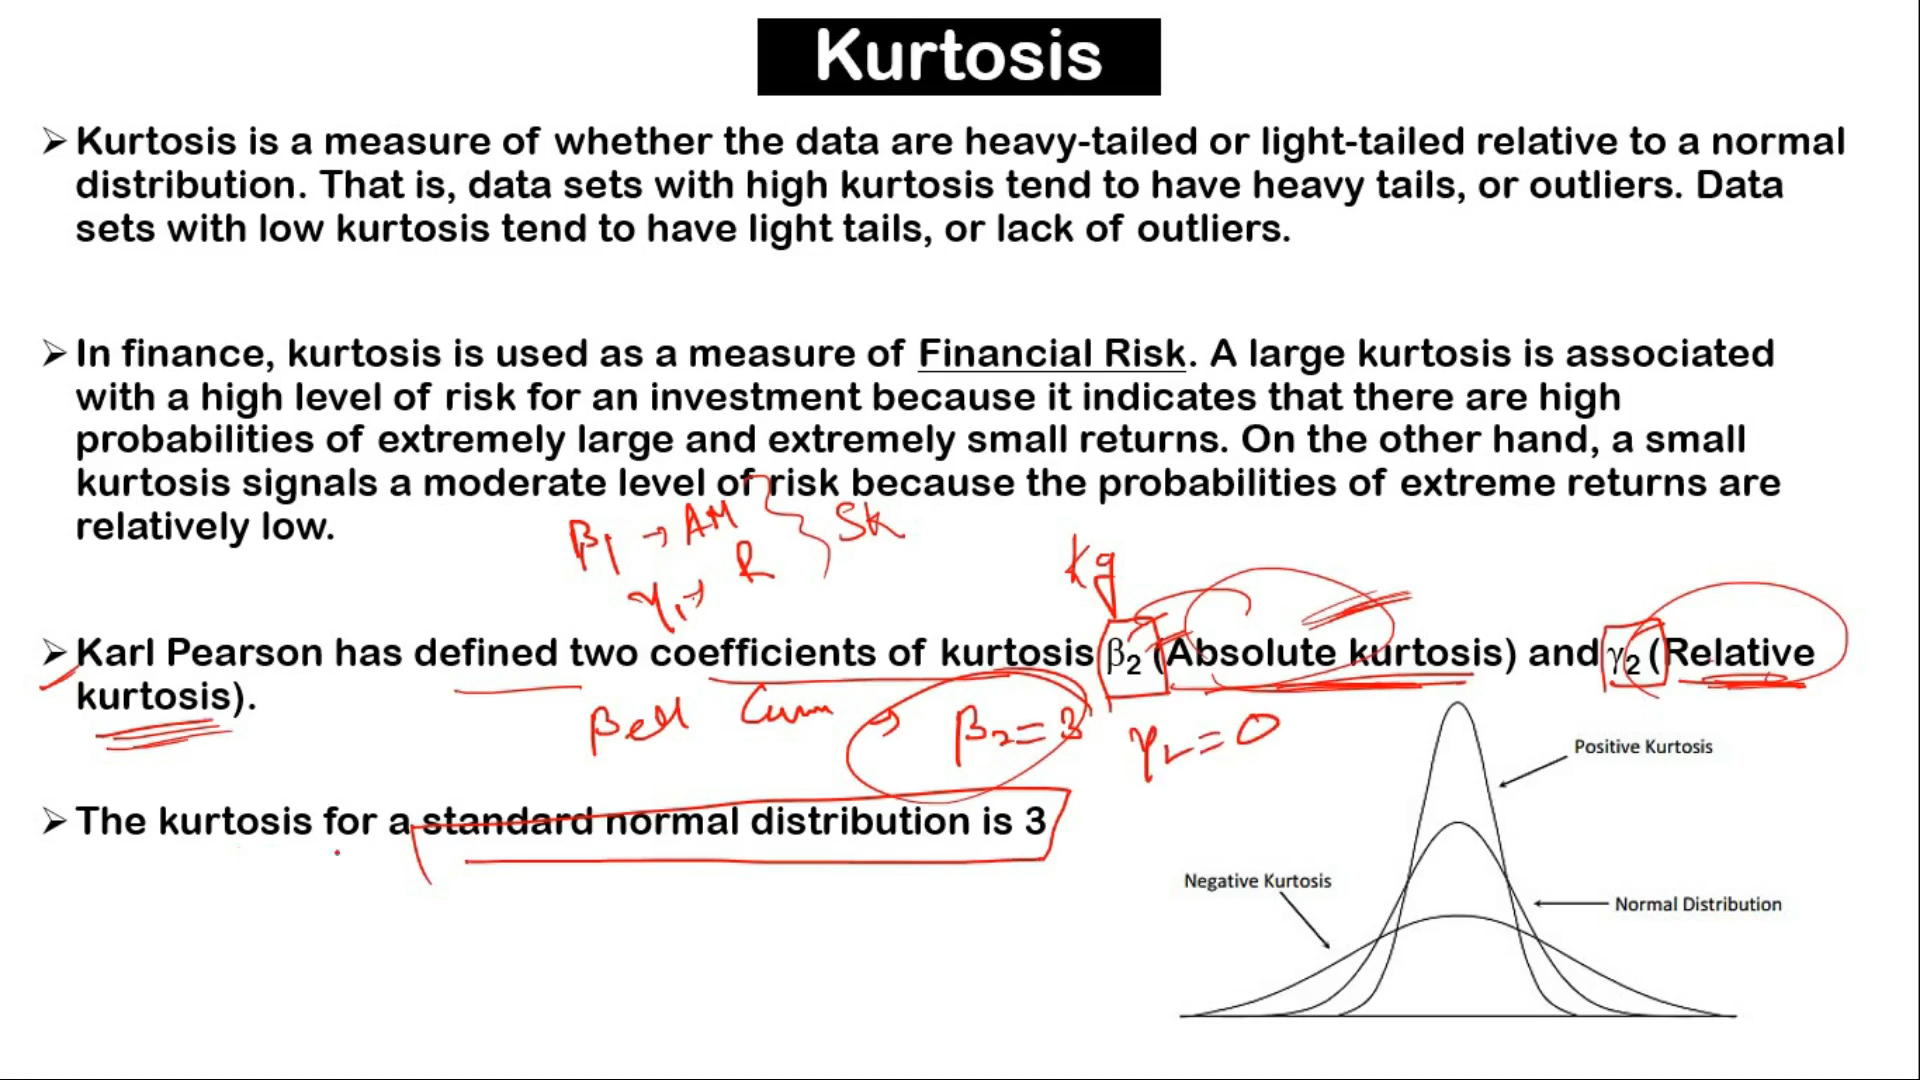 Kurtosis
➢ Kurtosis is a measure of whether the data are heavy-tailed or light-tailed relative to a normal
distribution. That is, data sets with high kurtosis tend to have heavy tails, or outliers. Data
sets with low kurtosis tend to have light tails, or lack of outliers.
➢ In finance, kurtosis is used as a measure of Financial Risk. A large kurtosis is associated
with a high level of risk for an investment because it indicates that there are high
probabilities of extremely large and extremely small returns. On the other hand, a small
kurtosis signals a moderate level of risk because the probabilities of extreme returns are
relatively low.
β1 → AM
γ1 → R
SK
kg
➢ Karl Pearson has defined two coefficients of kurtosis β2 (Absolute kurtosis) and γ2 (Relative
kurtosis).
Bell
β2 = 3
γ2 = 0
➢ The kurtosis for a standard normal distribution is 3
Positive Kurtosis
Negative Kurtosis
Normal Distribution